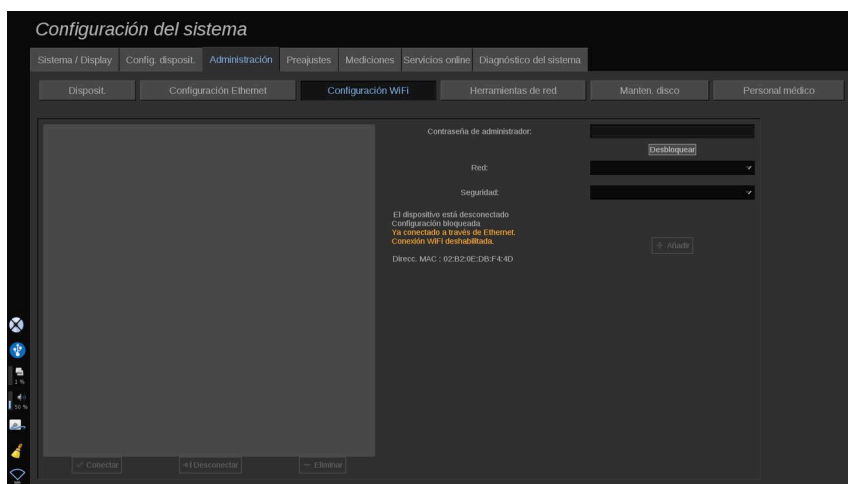 Configuración del sistema
Sistema / Display Config. disposit. Administración Preajustes Mediciones Servicios online Diagnóstico del sistema
Disposit. Configuración Ethernet Configuración WiFi Herramientas de red Manten. disco Personal médico
Contraseña de administrador:
Desbloquear
Red:
Seguridad:
El dispositivo está desconectado
Configuración bloqueada
Ya conectado a través de Ethernet.
Conexión WiFi deshabilitada.
+ Añadir
Direcc. MAC : 02:B2:0E:DB:F4:4D
1 %
50 %
Conectar Desconectar Eliminar